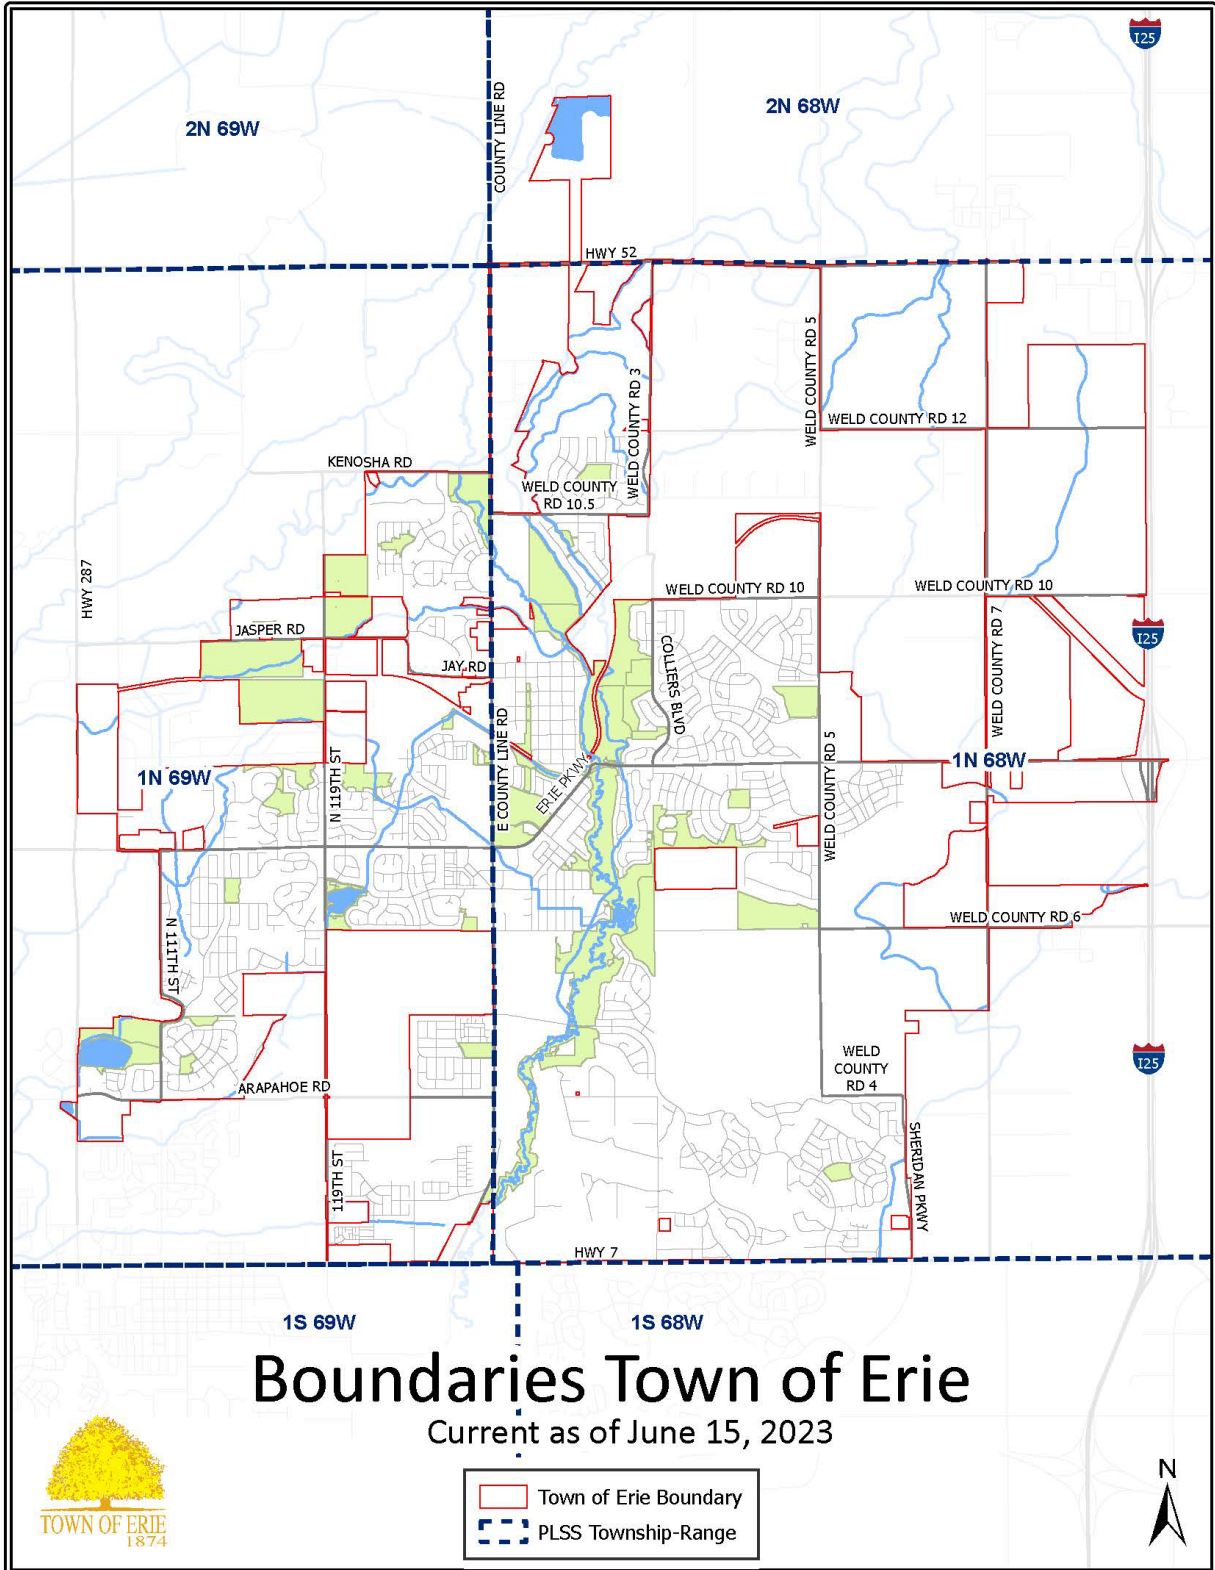 I25
COUNTY LINE RD
2N 69W
2N 68W
HWY 52
WELD COUNTY RD 5
WELD COUNTY RD 3
WELD COUNTY RD 12
KENOSHA RD
WELD COUNTY
RD 10.5
HWY 287
WELD COUNTY RD 10
WELD COUNTY RD 10
JASPER RD
I25
WELD COUNTY RD 7
COLLIERS BLVD
JAY RD
E COUNTY LINE RD
N 119TH ST
1N 69W
ERIE PKWY
WELD COUNTY RD 5
1N 68W
N 111TH ST
WELD COUNTY RD 6
WELD
COUNTY
RD 4
I25
ARAPAHOE RD
119TH ST
SHERIDAN PKWY
HWY 7
1S 69W
1S 68W
Boundaries Town of Erie
Current as of June 15, 2023
TOWN OF ERIE
1874
Town of Erie Boundary
PLSS Township-Range
N